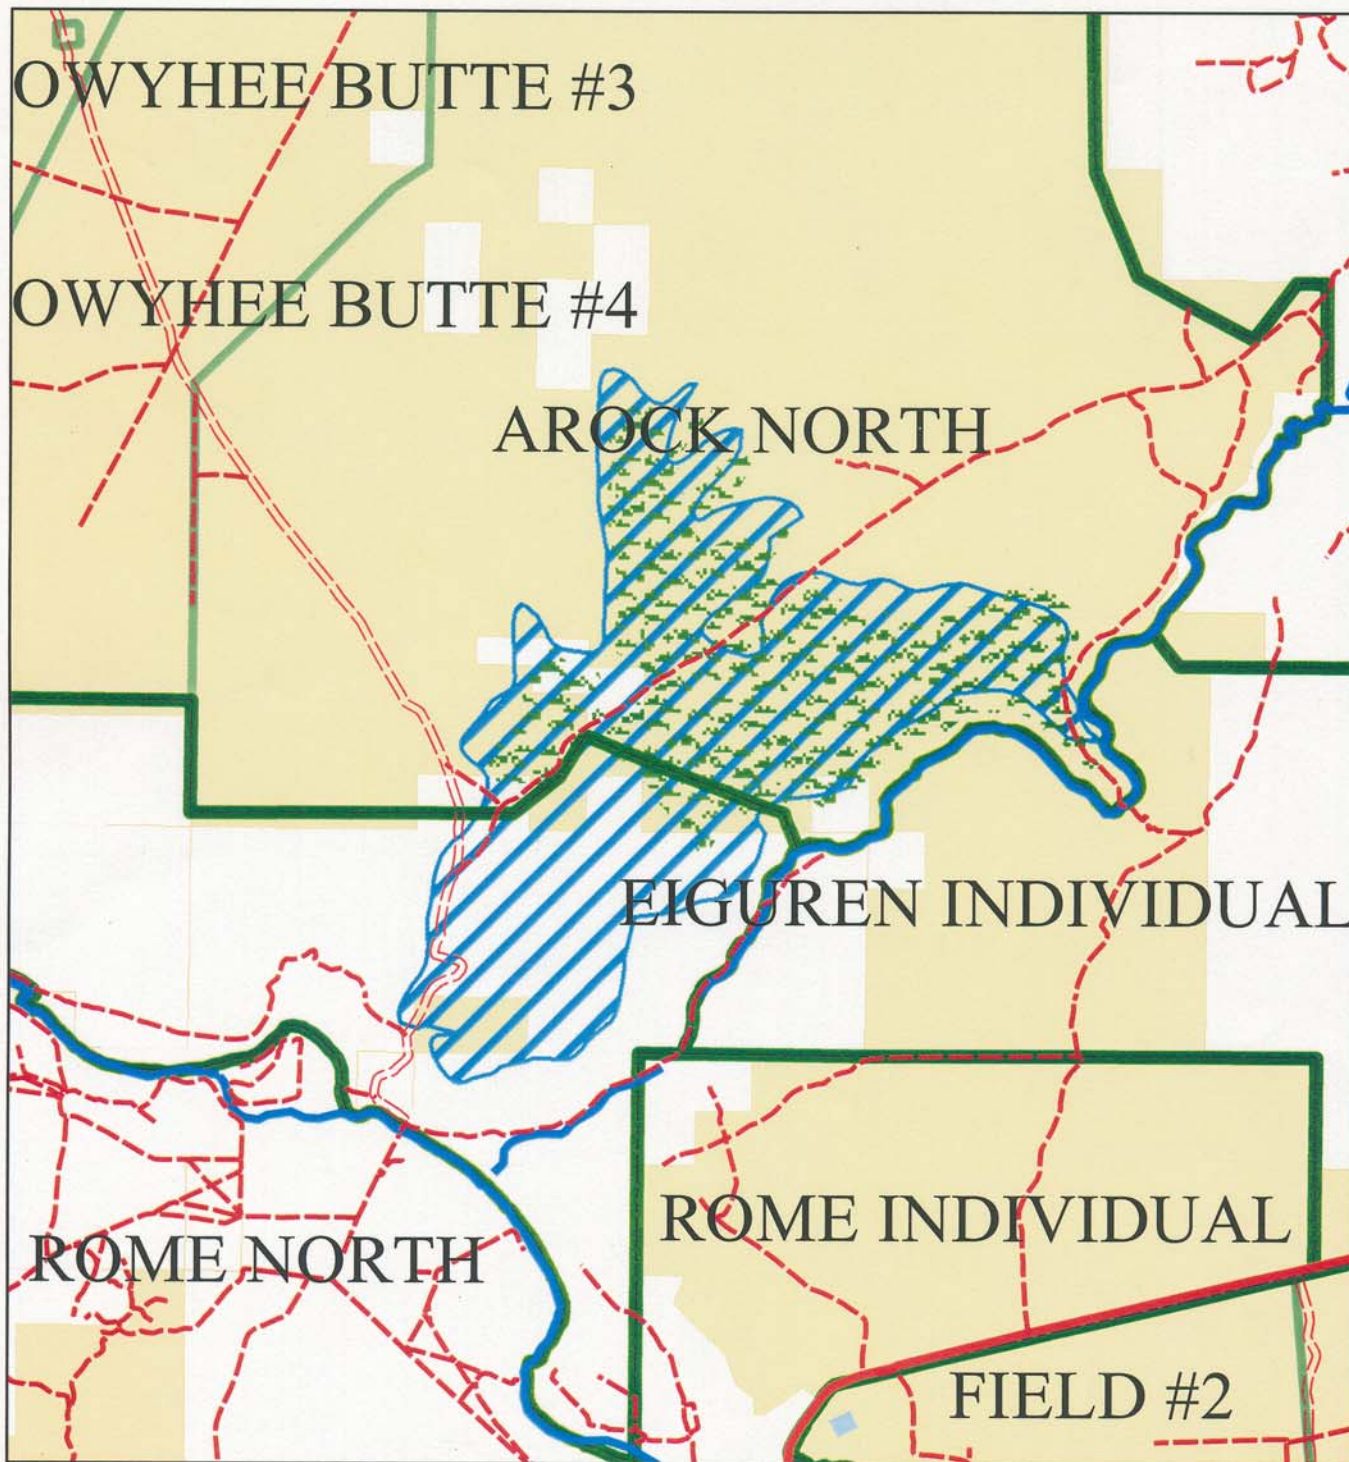 OWYHEE BUTTE #3
OWYHEE BUTTE #4
AROCK NORTH
EIGUREN INDIVIDUAL
ROME INDIVIDUAL
ROME NORTH
FIELD #2